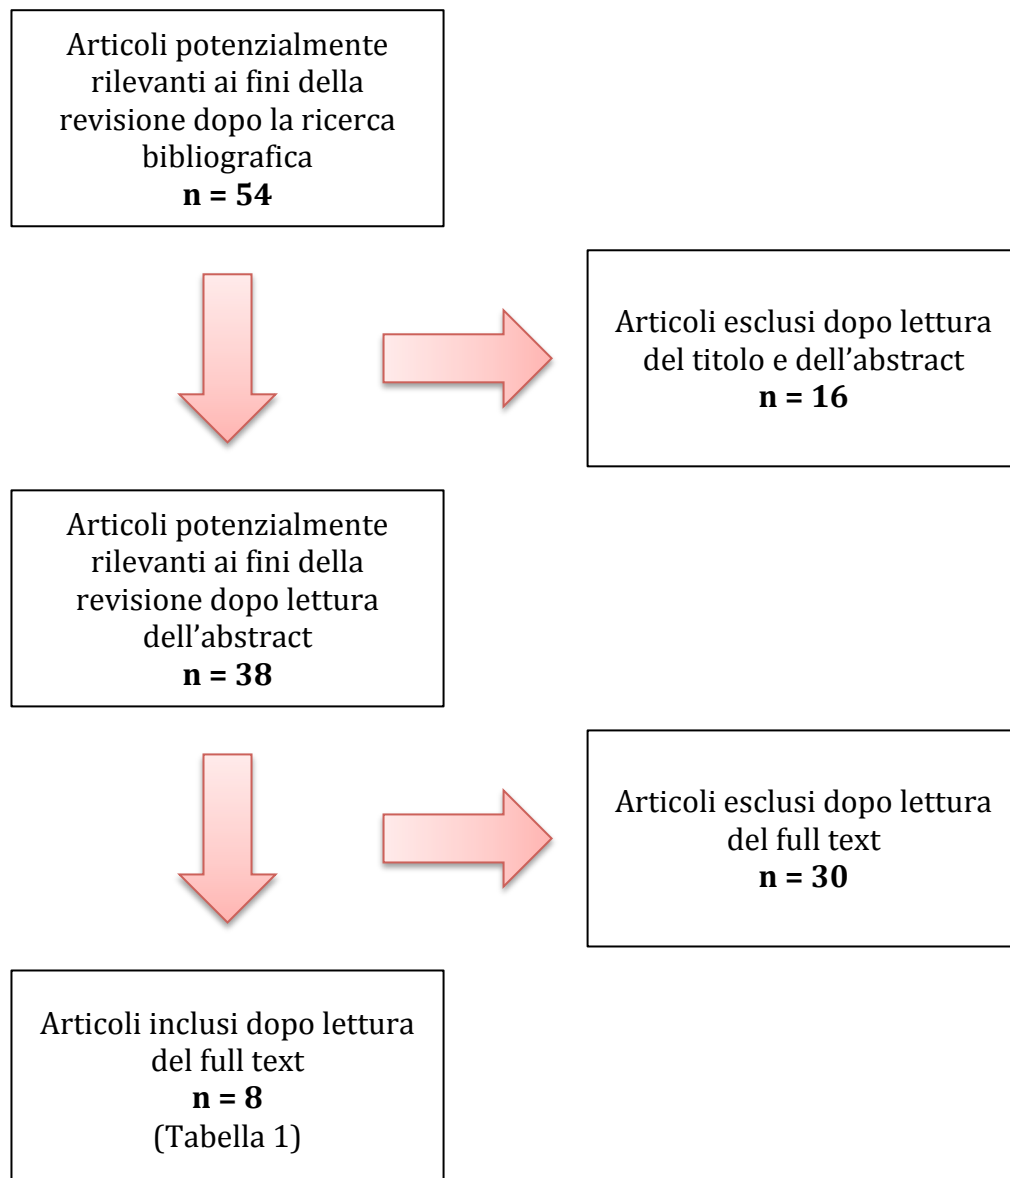 Articoli potenzialmente
rilevanti ai fini della
revisione dopo la ricerca
bibliografica
n = 54
Articoli esclusi dopo lettura
del titolo e dell’abstract
n = 16
Articoli potenzialmente
rilevanti ai fini della
revisione dopo lettura
dell’abstract
n = 38
Articoli esclusi dopo lettura
del full text
n = 30
Articoli inclusi dopo lettura
del full text
n = 8
(Tabella 1)